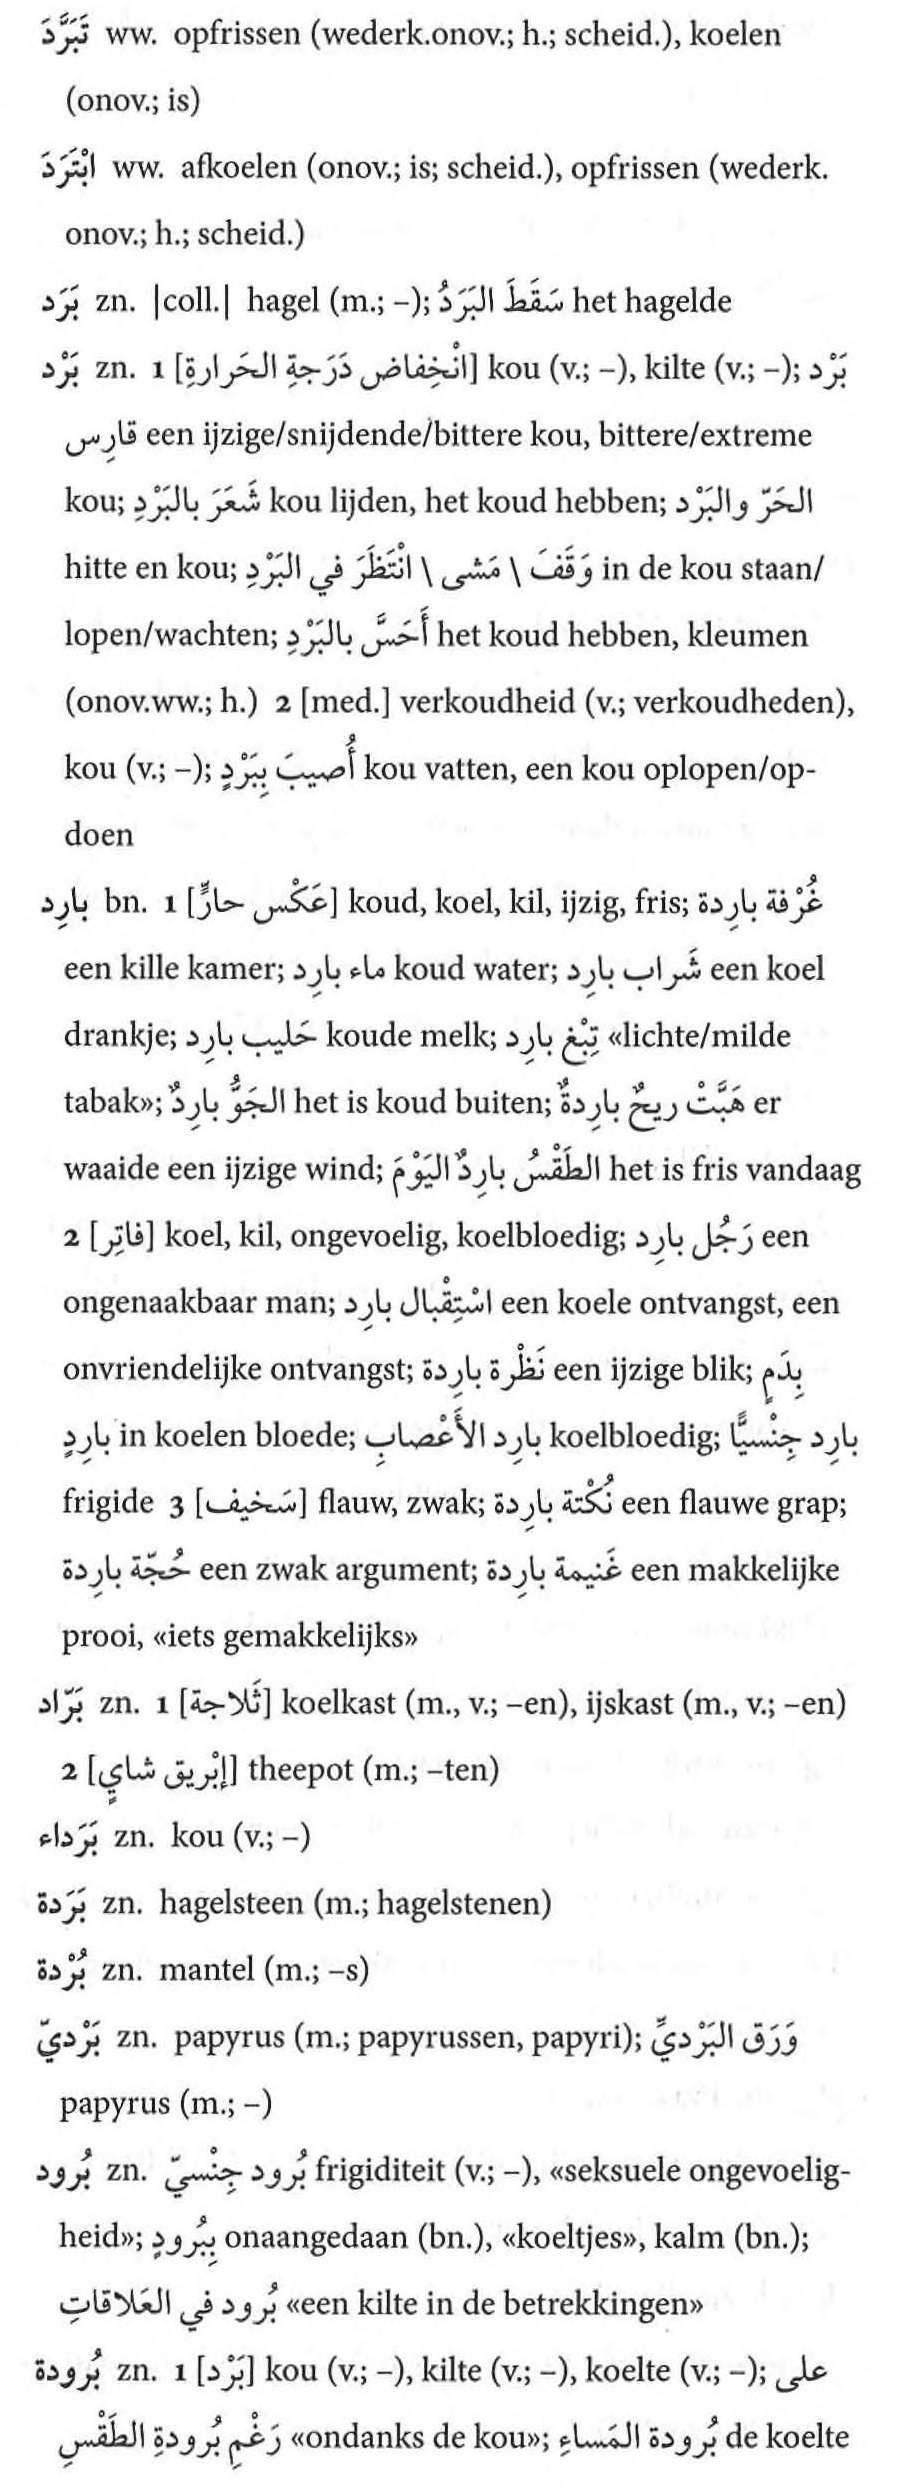 تَبَرَّدَ ww. opfrissen (wederk.onov.; h.; scheid.), koelen
(onov.; is)
ابْتَرَدَ ww. afkoelen (onov.; is; scheid.), opfrissen (wederk.
onov.; h.; scheid.)
بَرَد zn. |coll.| hagel (m.; –); سَقَطَ البَرَدُ het hagelde
بَرْد zn. 1 [انْخِفاض دَرَجةِ الحَرارةِ] kou (v.; –), kilte (v.; –); بَرْد
قارِس een ijzige/snijdende/bittere kou, bittere/extreme
kou; شَعَرَ بالبَرْدِ kou lijden, het koud hebben; الحَرّ والبَرْد
hitte en kou; وَقَفَ \ مَشى \ انْتَظَرَ في البَرْدِ in de kou staan/
lopen/wachten; أَحَسَّ بالبَرْدِ het koud hebben, kleumen
(onov.ww.; h.) 2 [med.] verkoudheid (v.; verkoudheden),
kou (v.; –); أُصيبَ بِبَرْدٍ kou vatten, een kou oplopen/op-
doen
بارِد bn. 1 [عَكْس حارٍّ] koud, koel, kil, ijzig, fris; غُرْفة بارِدة
een kille kamer; ماء بارِد koud water; شَراب بارِد een koel
drankje; حَليب بارِد koude melk; تِبْغ بارِد «lichte/milde
tabak»; الجَوُّ بارِدٌ het is koud buiten; هَبَّتْ ريحٌ بارِدةٌ er
waaide een ijzige wind; الطَقْسُ بارِدٌ اليَوْمَ het is fris vandaag
2 [فاتِر] koel, kil, ongevoelig, koelbloedig; رَجُل بارِد een
ongenaakbaar man; اسْتِقْبال بارِد een koele ontvangst, een
onvriendelijke ontvangst; نَظْرة بارِدة een ijzige blik; بِدَمٍ
بارِدٍ in koelen bloede; بارِد الأَعْصابِ koelbloedig; بارِد جِنْسيًّا
frigide 3 [سَخيف] flauw, zwak; نُكْتة بارِدة een flauwe grap;
حُجّة بارِدة een zwak argument; غَنيمة بارِدة een makkelijke
prooi, «iets gemakkelijks»
بَرّاد zn. 1 [ثَلاجة] koelkast (m., v.; –en), ijskast (m., v.; –en)
2 [إبْريق شايٍ] theepot (m.; –ten)
بَرَداء zn. kou (v.; –)
بَرَدة zn. hagelsteen (m.; hagelstenen)
بُرْدة zn. mantel (m.; –s)
بَرْديّ zn. papyrus (m.; papyrussen, papyri); وَرَق البَرْديِّ
papyrus (m.; –)
بُرود zn. بُرود جِنْسيّ frigiditeit (v.; –), «seksuele ongevoelig-
heid»; بِبُرودٍ onaangedaan (bn.), «koeltjes», kalm (bn.);
بُرود في العَلاقاتِ «een kilte in de betrekkingen»
بُرودة zn. 1 [بَرْد] kou (v.; –), kilte (v.; –), koelte (v.; –); على
رَغْمِ بُرودةِ الطَقْسِ «ondanks de kou»; بُرودة المَساءِ de koelte